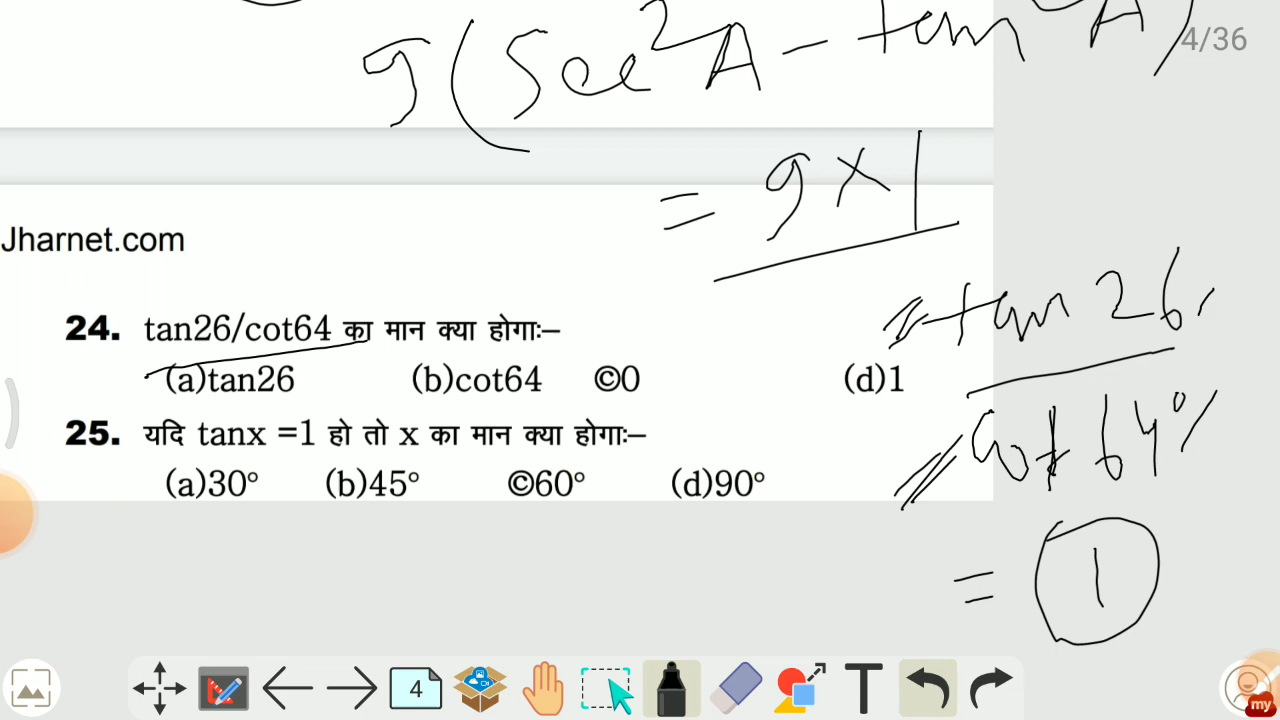 9(Sec²A - tan²A)
4/36
= 9×1
Jharnet.com
24. tan26/cot64 का मान क्या होगाः–
(a)tan26 (b)cot64 ©0 (d)1
25. यदि tanx =1 हो तो x का मान क्या होगाः–
(a)30° (b)45° ©60° (d)90°
= tan 26
cot 64°
= 1
4
T
my